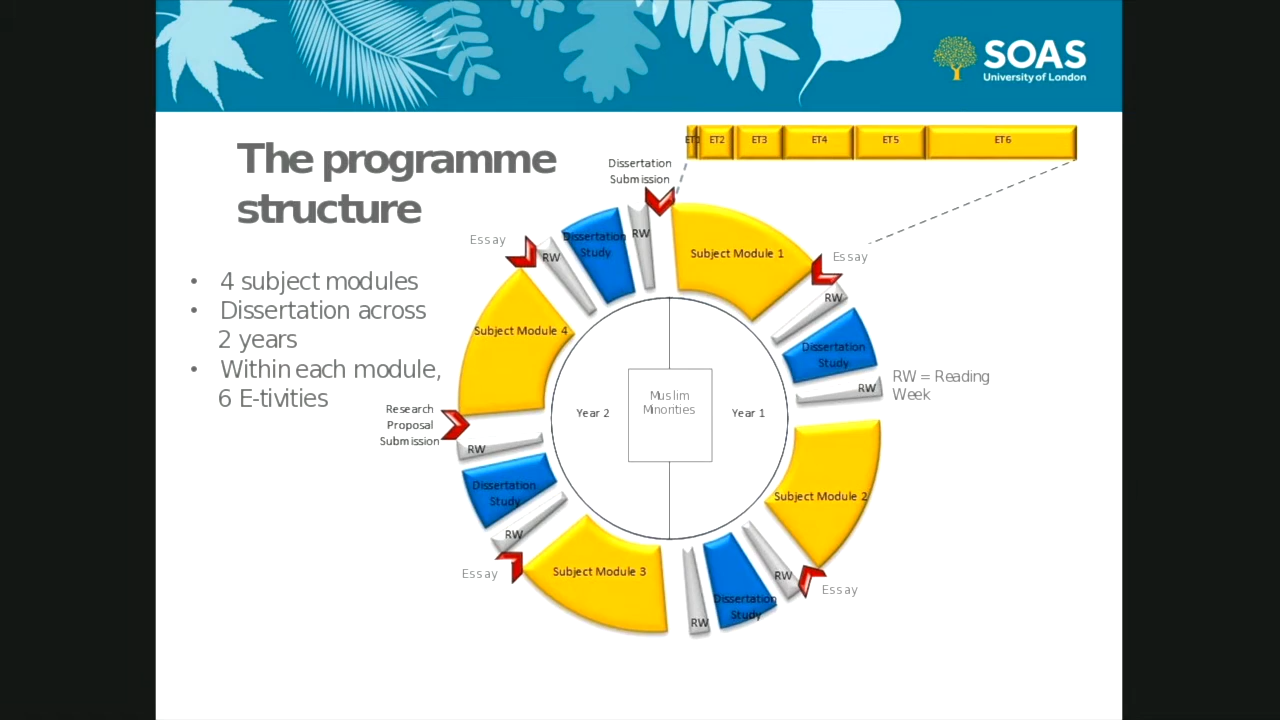 SOAS
University of London
The programme
structure
• 4 subject modules
• Dissertation across
2 years
• Within each module,
6 E-tivities
ET1 ET2 ET3 ET4 ET5 ET6
Dissertation
Submission
Subject Module 1
Essay
RW
Dissertation
Study
RW
RW = Reading
Week
Subject Module 2
Essay
RW
Dissertation
Study
RW
Subject Module 3
Essay
RW
Dissertation
Study
RW
Research
Proposal
Submission
Subject Module 4
Essay
RW
Dissertation
Study
RW
Year 2
Muslim
Minorities
Year 1